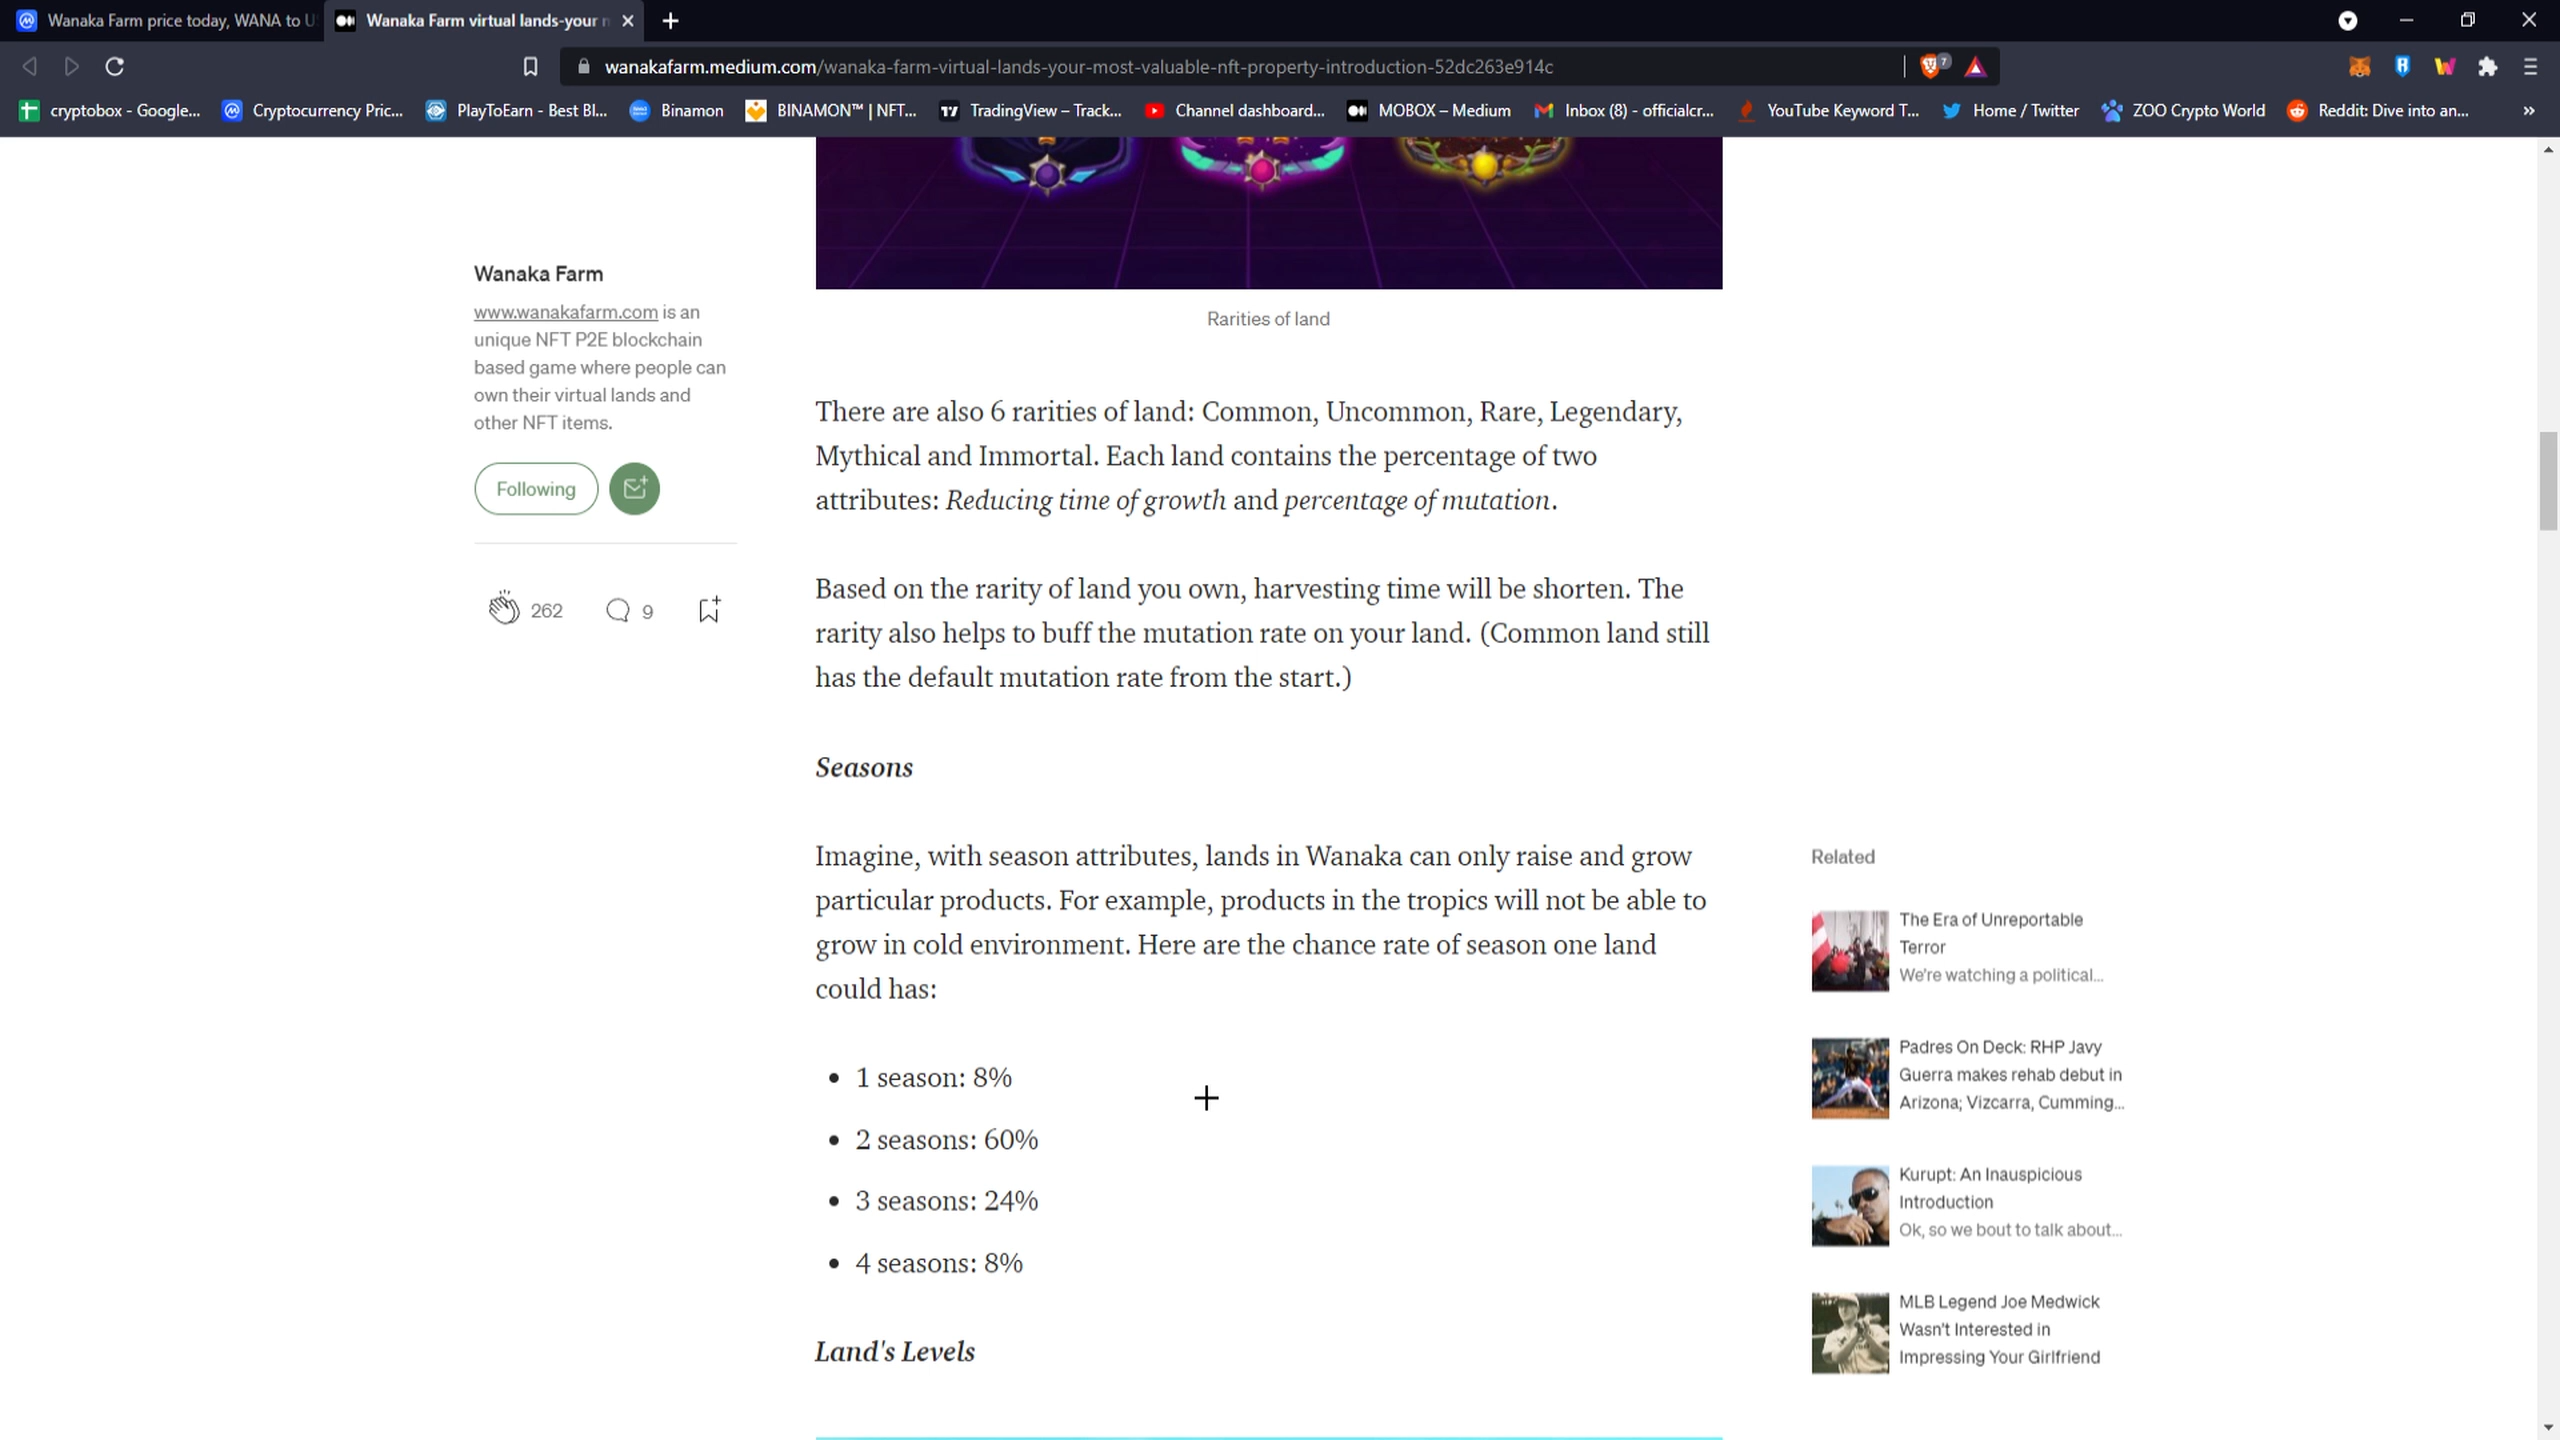 Wanaka Farm price today, WANA to U
Wanaka Farm virtual lands-your n
wanakafarm.medium.com/wanaka-farm-virtual-lands-your-most-valuable-nft-property-introduction-52dc263e914c
7
cryptobox - Google...
Cryptocurrency Pric...
PlayToEarn - Best Bl...
Binamon
BINAMON™ | NFT...
TradingView – Track...
Channel dashboard...
MOBOX – Medium
Inbox (8) - officialcr...
YouTube Keyword T...
Home / Twitter
ZOO Crypto World
Reddit: Dive into an...
Wanaka Farm
www.wanakafarm.com is an
unique NFT P2E blockchain
based game where people can
own their virtual lands and
other NFT items.
Following
262
9
Rarities of land
There are also 6 rarities of land: Common, Uncommon, Rare, Legendary,
Mythical and Immortal. Each land contains the percentage of two
attributes: Reducing time of growth and percentage of mutation.
Based on the rarity of land you own, harvesting time will be shorten. The
rarity also helps to buff the mutation rate on your land. (Common land still
has the default mutation rate from the start.)
Seasons
Imagine, with season attributes, lands in Wanaka can only raise and grow
particular products. For example, products in the tropics will not be able to
grow in cold environment. Here are the chance rate of season one land
could has:
• 1 season: 8%
• 2 seasons: 60%
• 3 seasons: 24%
• 4 seasons: 8%
Land's Levels
Related
The Era of Unreportable
Terror
We're watching a political...
Padres On Deck: RHP Javy
Guerra makes rehab debut in
Arizona; Vizcarra, Cumming...
Kurupt: An Inauspicious
Introduction
Ok, so we bout to talk about...
MLB Legend Joe Medwick
Wasn't Interested in
Impressing Your Girlfriend